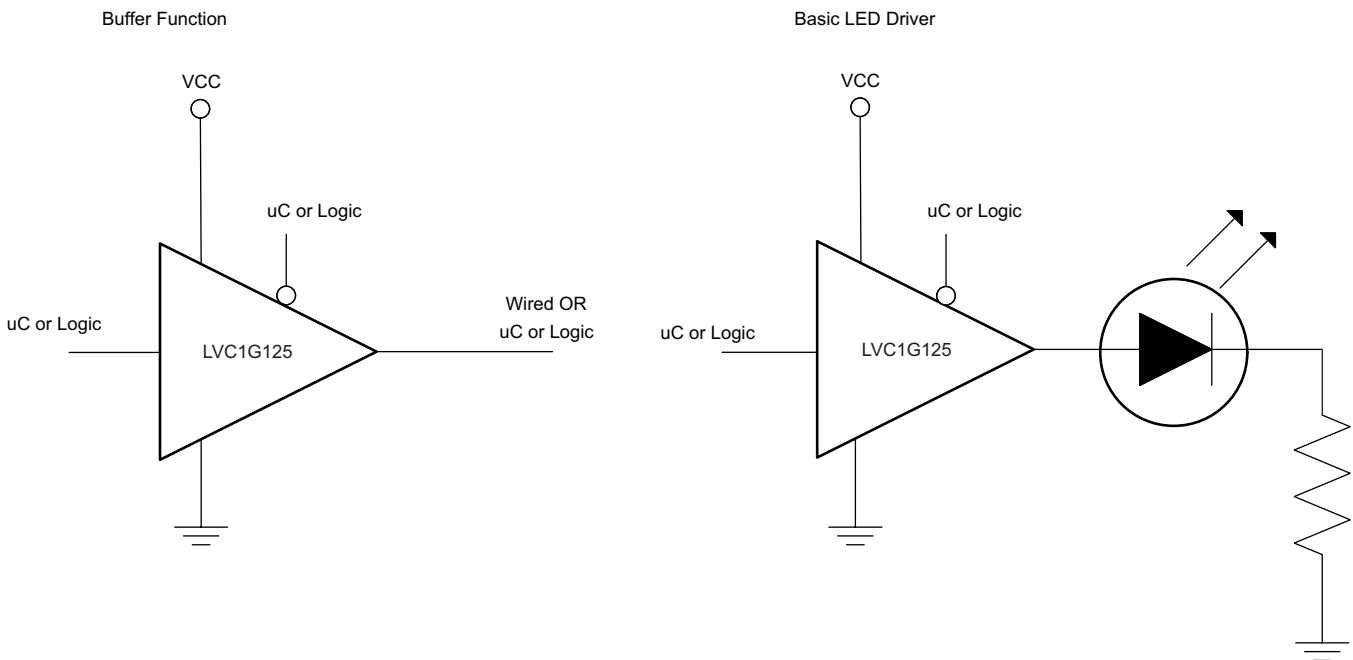 Buffer Function
VCC
uC or Logic
uC or Logic
LVC1G125
Wired OR
uC or Logic
Basic LED Driver
VCC
uC or Logic
uC or Logic
LVC1G125